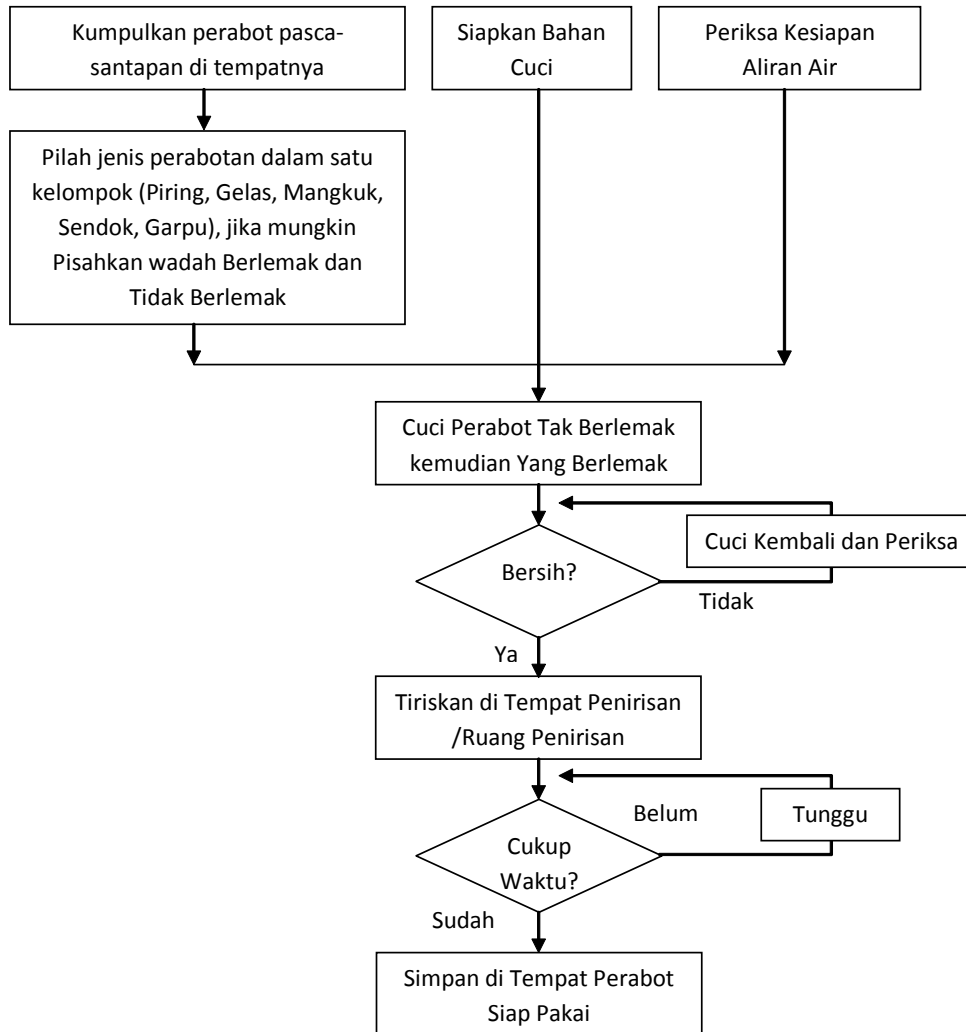 Kumpulkan perabot pasca-
santapan di tempatnya
Siapkan Bahan
Cuci
Periksa Kesiapan
Aliran Air
Pilah jenis perabotan dalam satu
kelompok (Piring, Gelas, Mangkuk,
Sendok, Garpu), jika mungkin
Pisahkan wadah Berlemak dan
Tidak Berlemak
Cuci Perabot Tak Berlemak
kemudian Yang Berlemak
Cuci Kembali dan Periksa
Bersih?
Tidak
Ya
Tiriskan di Tempat Penirisan
/Ruang Penirisan
Belum
Tunggu
Cukup
Waktu?
Sudah
Simpan di Tempat Perabot
Siap Pakai